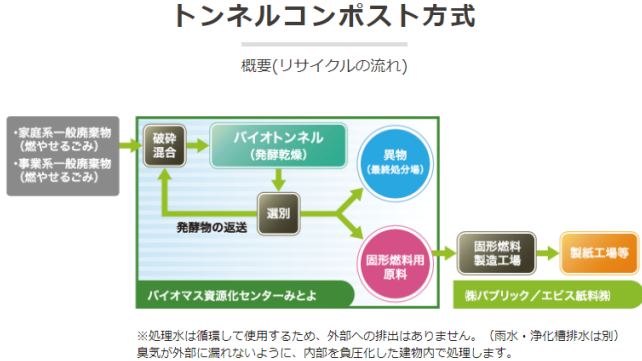 トンネルコンポスト方式
概要(リサイクルの流れ)
・家庭系一般廃棄物
（燃やせるごみ）
・事業系一般廃棄物
（燃やせるごみ）
破砕
混合
バイオトンネル
（発酵乾燥）
異物
（最終処分場）
選別
発酵物の返送
固形燃料用
原料
固形燃料
製造工場
製紙工場等
バイオマス資源化センターみとよ
㈱パブリック／エビス紙料㈱
※処理水は循環して使用するため、外部への排出はありません。（雨水・浄化槽排水は別）
臭気が外部に漏れないように、内部を負圧化した建物内で処理します。